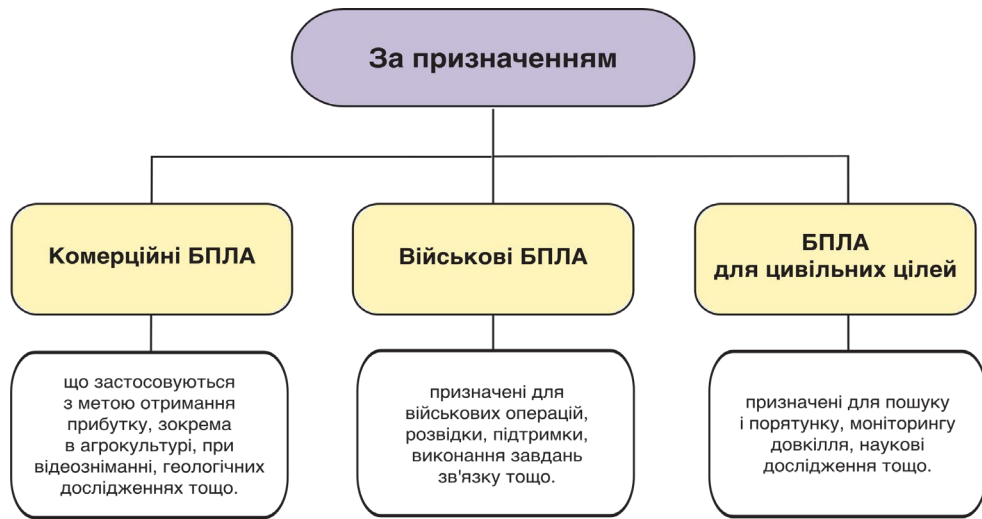 За призначенням
Комерційні БПЛА
що застосовуються
з метою отримання
прибутку, зокрема
в агрокультурі, при
відеозніманні, геологічних
дослідженнях тощо.
Військові БПЛА
призначені для
військових операцій,
розвідки, підтримки,
виконання завдань
зв'язку тощо.
БПЛА
для цивільних цілей
призначені для пошуку
і порятунку, моніторингу
довкілля, наукові
дослідження тощо.